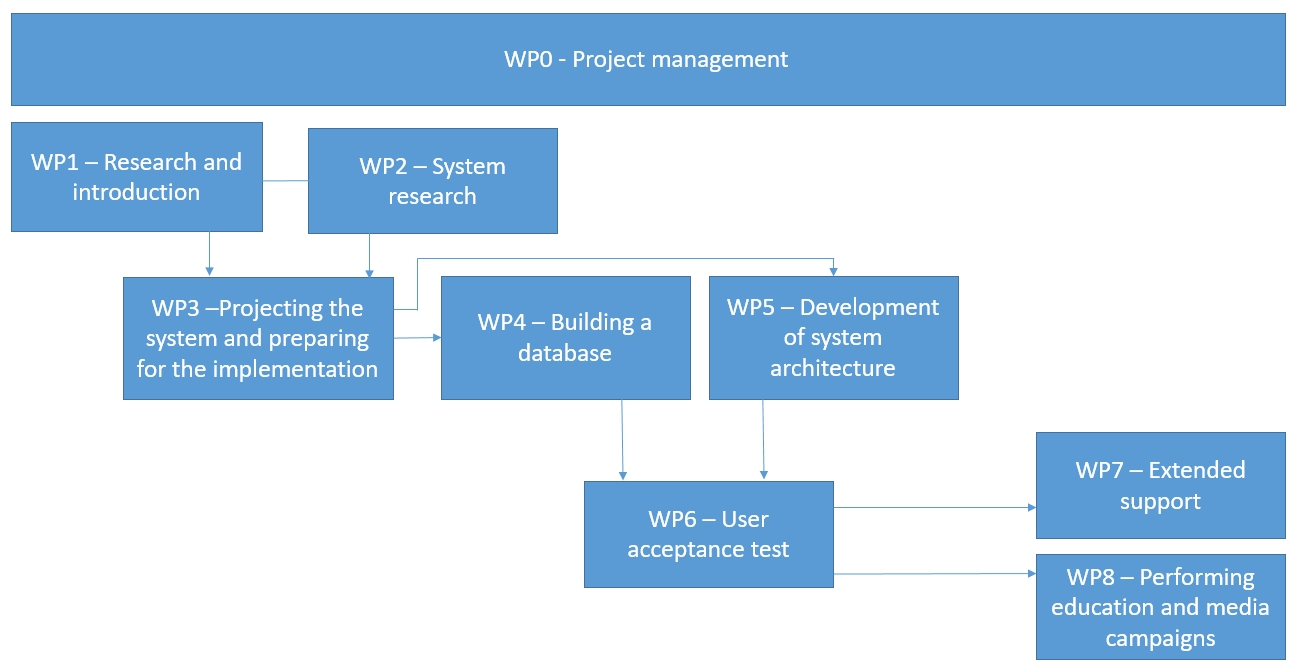 WP0 - Project management
WP1 – Research and
introduction
WP2 – System
research
WP3 –Projecting the
system and preparing
for the implementation
WP4 – Building a
database
WP5 – Development
of system
architecture
WP6 – User
acceptance test
WP7 – Extended
support
WP8 – Performing
education and media
campaigns